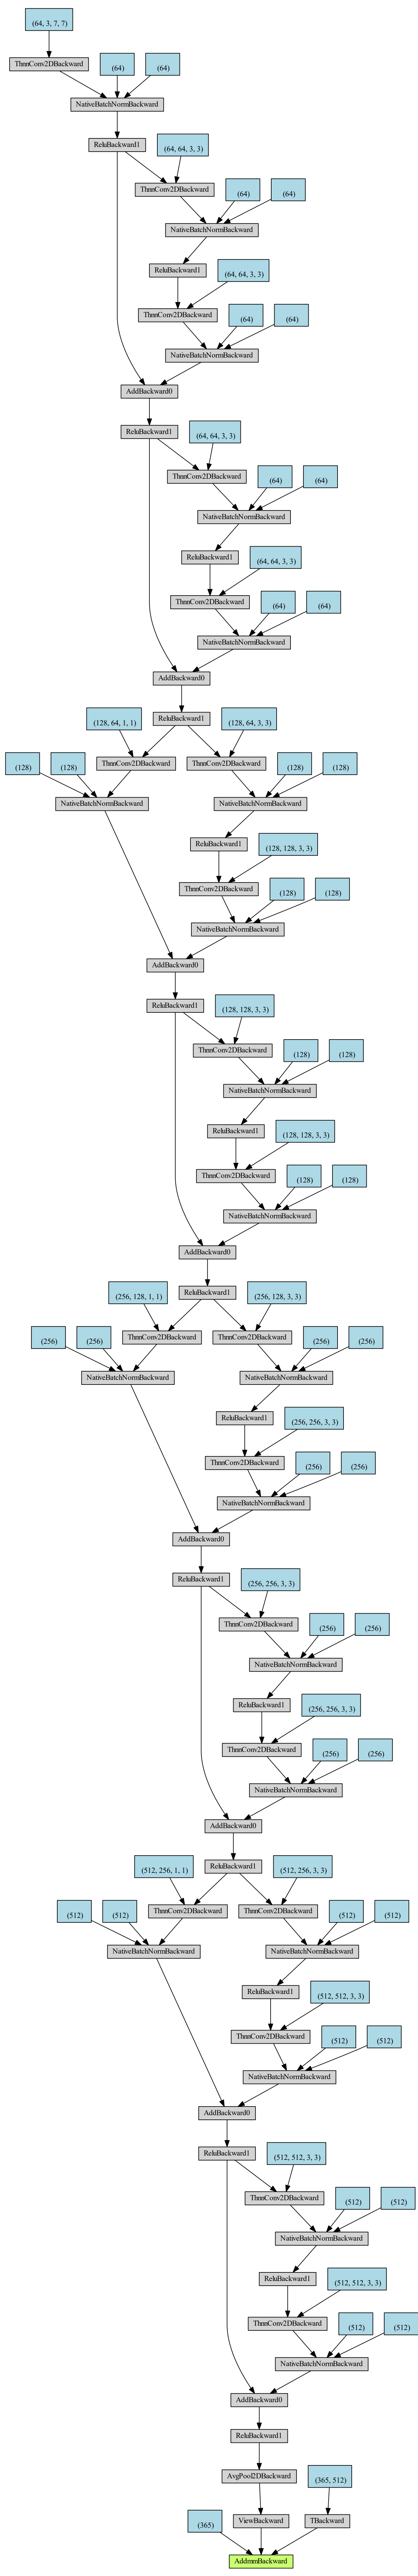 (64, 3, 7, 7)
ThnnConv2DBackward
(64)
(64)
NativeBatchNormBackward
ReluBackward1
(64, 64, 3, 3)
ThnnConv2DBackward
(64)
(64)
NativeBatchNormBackward
ReluBackward1
(64, 64, 3, 3)
ThnnConv2DBackward
(64)
(64)
NativeBatchNormBackward
AddBackward0
ReluBackward1
(64, 64, 3, 3)
ThnnConv2DBackward
(64)
(64)
NativeBatchNormBackward
ReluBackward1
(64, 64, 3, 3)
ThnnConv2DBackward
(64)
(64)
NativeBatchNormBackward
AddBackward0
(128, 64, 1, 1)
ReluBackward1
(128, 64, 3, 3)
(128)
(128)
ThnnConv2DBackward
ThnnConv2DBackward
(128)
(128)
NativeBatchNormBackward
NativeBatchNormBackward
ReluBackward1
(128, 128, 3, 3)
ThnnConv2DBackward
(128)
(128)
NativeBatchNormBackward
AddBackward0
ReluBackward1
(128, 128, 3, 3)
ThnnConv2DBackward
(128)
(128)
NativeBatchNormBackward
ReluBackward1
(128, 128, 3, 3)
ThnnConv2DBackward
(128)
(128)
NativeBatchNormBackward
AddBackward0
(256, 128, 1, 1)
ReluBackward1
(256, 128, 3, 3)
(256)
(256)
ThnnConv2DBackward
ThnnConv2DBackward
(256)
(256)
NativeBatchNormBackward
NativeBatchNormBackward
ReluBackward1
(256, 256, 3, 3)
ThnnConv2DBackward
(256)
(256)
NativeBatchNormBackward
AddBackward0
ReluBackward1
(256, 256, 3, 3)
ThnnConv2DBackward
(256)
(256)
NativeBatchNormBackward
ReluBackward1
(256, 256, 3, 3)
ThnnConv2DBackward
(256)
(256)
NativeBatchNormBackward
AddBackward0
(512, 256, 1, 1)
ReluBackward1
(512, 256, 3, 3)
(512)
(512)
ThnnConv2DBackward
ThnnConv2DBackward
(512)
(512)
NativeBatchNormBackward
NativeBatchNormBackward
ReluBackward1
(512, 512, 3, 3)
ThnnConv2DBackward
(512)
(512)
NativeBatchNormBackward
AddBackward0
ReluBackward1
(512, 512, 3, 3)
ThnnConv2DBackward
(512)
(512)
NativeBatchNormBackward
ReluBackward1
(512, 512, 3, 3)
ThnnConv2DBackward
(512)
(512)
NativeBatchNormBackward
AddBackward0
ReluBackward1
AvgPool2DBackward
(365, 512)
(365)
ViewBackward
TBackward
AddmmBackward